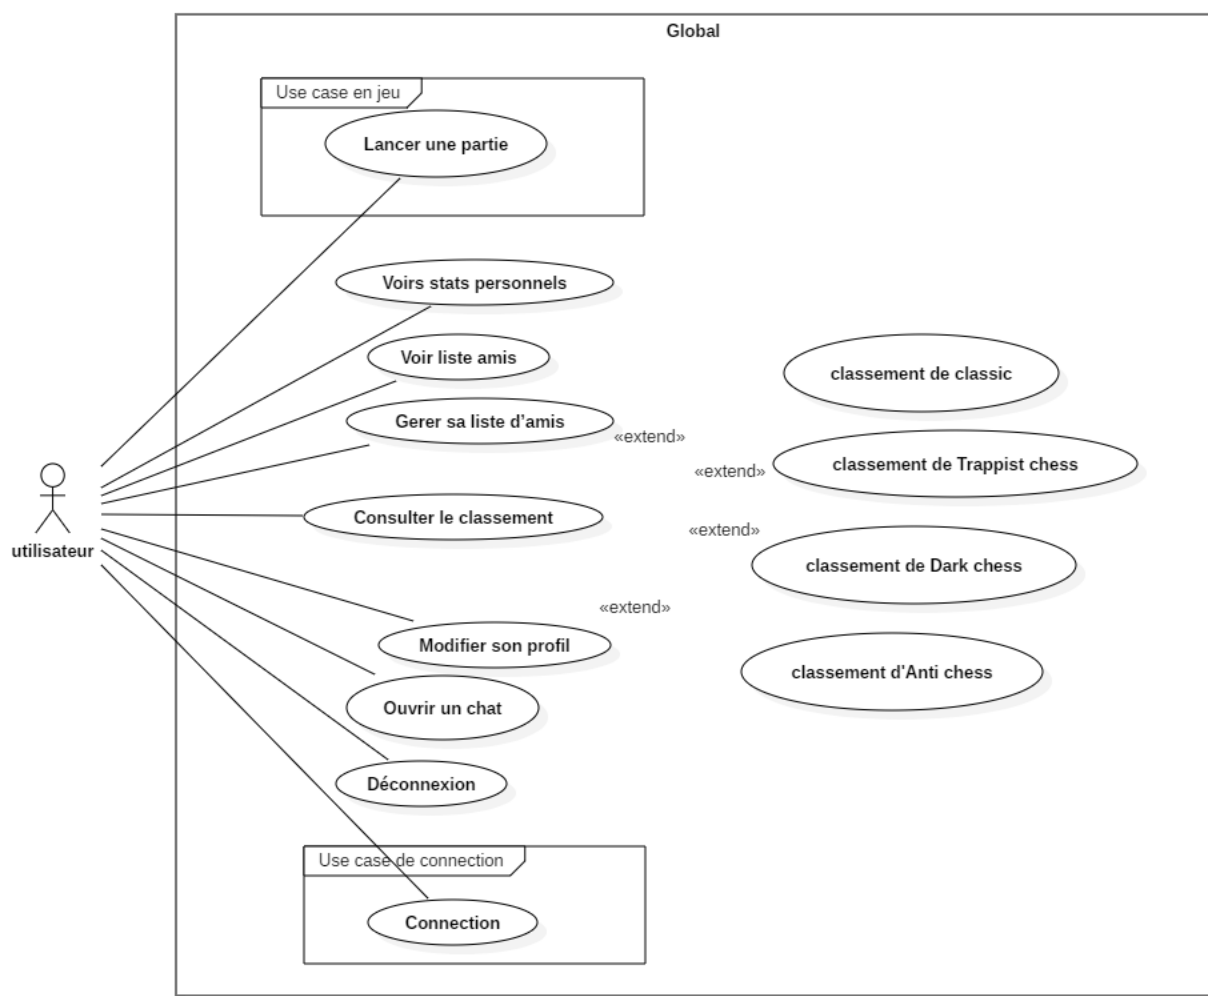 Global
Use case en jeu
Lancer une partie
Voirs stats personnels
Voir liste amis
classement de classic
Gerer sa liste d'amis
«extend»
classement de Trappist chess
«extend»
Consulter le classement
«extend»
utilisateur
classement de Dark chess
«extend»
Modifier son profil
classement d'Anti chess
Ouvrir un chat
Déconnexion
Use case de connection
Connection